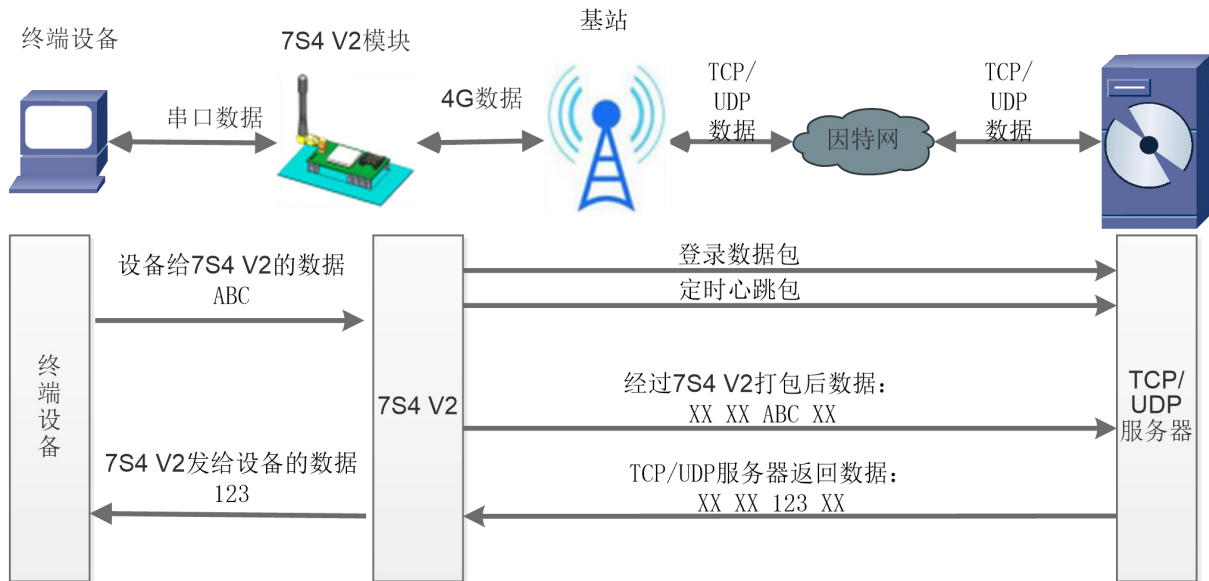 终端设备
7S4 V2模块
基站
串口数据
4G数据
TCP/
UDP
数据
因特网
TCP/
UDP
数据
设备给7S4 V2的数据
ABC
登录数据包
定时心跳包
终
端
设
备
7S4 V2
经过7S4 V2打包后数据:
XX XX ABC XX
TCP/
UDP
服务器
7S4 V2发给设备的数据
123
TCP/UDP服务器返回数据:
XX XX 123 XX